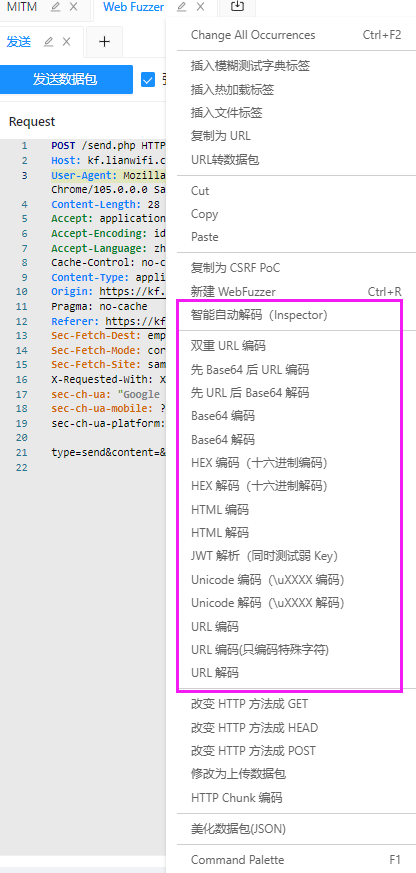 MITM
Web Fuzzer
发送
发送数据包
Request
1 POST /send.php HTTP
2 Host: kf.lianwifi.c
3 User-Agent: Mozilla
Chrome/105.0.0.0 Sa
4 Content-Length: 28
5 Accept: application
6 Accept-Encoding: id
7 Accept-Language: zh
8 Cache-Control: no-c
9 Content-Type: appli
10 Origin: https://kf.
11 Pragma: no-cache
12 Referer: https://kf
13 Sec-Fetch-Dest: emp
14 Sec-Fetch-Mode: cor
15 Sec-Fetch-Site: sam
16 X-Requested-With: X
17 sec-ch-ua: "Google
18 sec-ch-ua-mobile: ?
19 sec-ch-ua-platform:
20
21 type=send&content=&
22
Change All Occurrences Ctrl+F2
插入模糊测试字典标签
插入热加载标签
插入文件标签
复制为 URL
URL转数据包
Cut
Copy
Paste
复制为 CSRF PoC
新建 WebFuzzer Ctrl+R
智能自动解码（Inspector）
双重 URL 编码
先 Base64 后 URL 编码
先 URL 后 Base64 解码
Base64 编码
Base64 解码
HEX 编码（十六进制编码）
HEX 解码（十六进制解码）
HTML 编码
HTML 解码
JWT 解析（同时测试弱 Key）
Unicode 编码（\uXXXX 编码）
Unicode 解码（\uXXXX 解码）
URL 编码
URL 编码(只编码特殊字符)
URL 解码
改变 HTTP 方法成 GET
改变 HTTP 方法成 HEAD
改变 HTTP 方法成 POST
修改为上传数据包
HTTP Chunk 编码
美化数据包(JSON)
Command Palette F1